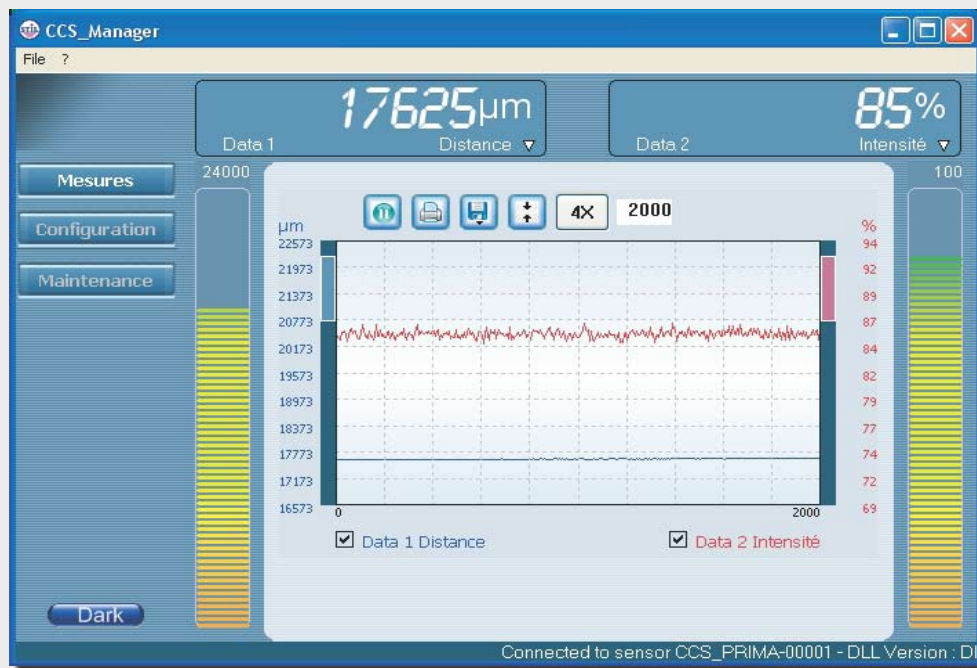 CCS_Manager
File ?
17625µm
Data 1 Distance
85%
Data 2 Intensité
Mesures
Configuration
Maintenance
Dark
24000
100
4X 2000
µm
22573
21973
21373
20773
20173
19573
18973
18373
17773
17173
16573
%
94
92
89
87
84
82
79
77
74
72
69
0 2000
Data 1 Distance
Data 2 Intensité
Connected to sensor CCS_PRIMA-00001 - DLL Version : D